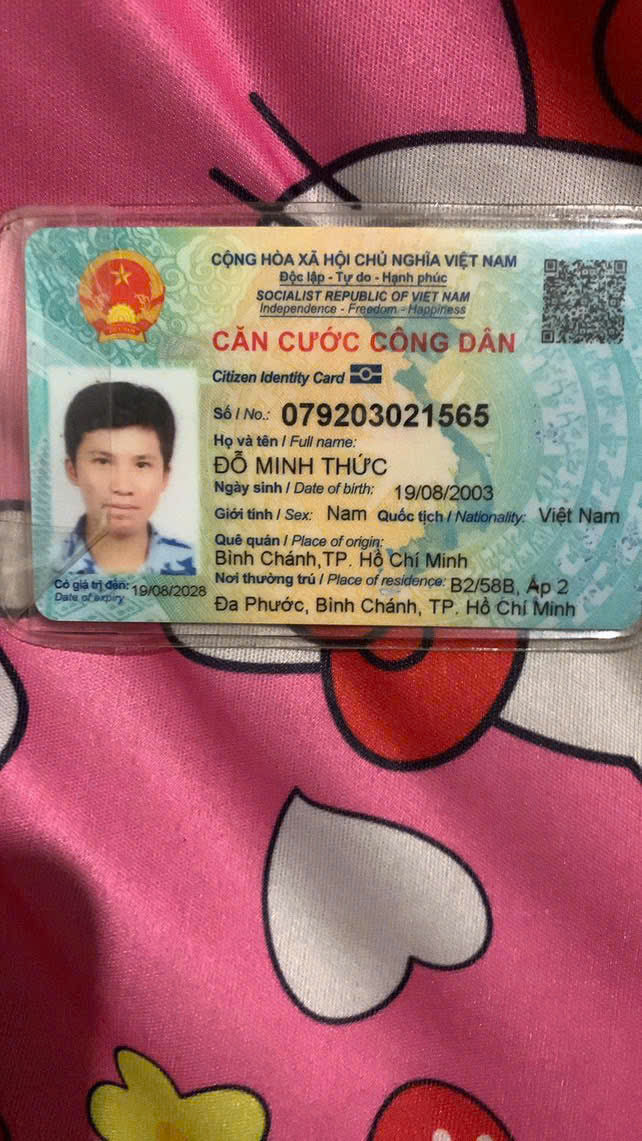 CỘNG HÒA XÃ HỘI CHỦ NGHĨA VIỆT NAM
Độc lập - Tự do - Hạnh phúc
SOCIALIST REPUBLIC OF VIET NAM
Independence - Freedom - Happiness
CĂN CƯỚC CÔNG DÂN
Citizen Identity Card
Số / No.: 079203021565
Họ và tên / Full name:
ĐỖ MINH THỨC
Ngày sinh / Date of birth: 19/08/2003
Giới tính / Sex: Nam Quốc tịch / Nationality: Việt Nam
Quê quán / Place of origin:
Bình Chánh,TP. Hồ Chí Minh
Nơi thường trú / Place of residence: B2/58B, Ấp 2
Đa Phước, Bình Chánh, TP. Hồ Chí Minh
Có giá trị đến: 19/08/2028
Date of expiry